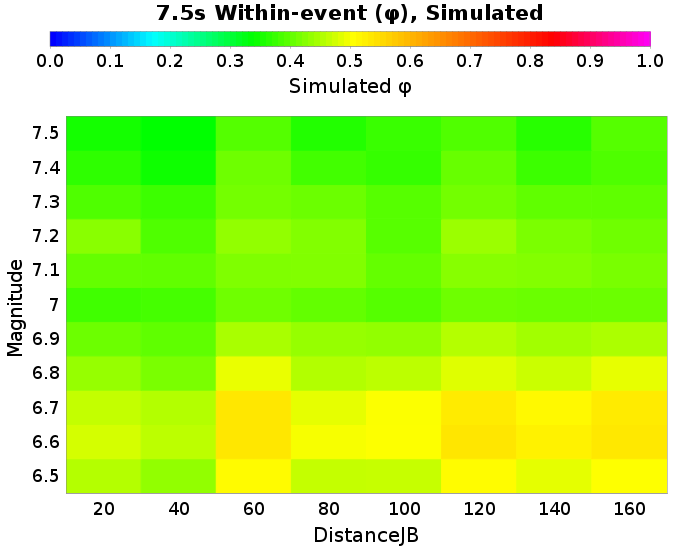 7.5s Within-event (φ), Simulated
0.0 0.1 0.2 0.3 0.4 0.5 0.6 0.7 0.8 0.9 1.0
Simulated φ
7.5
7.4
7.3
7.2
7.1
7
6.9
6.8
6.7
6.6
6.5
Magnitude
20 40 60 80 100 120 140 160
DistanceJB